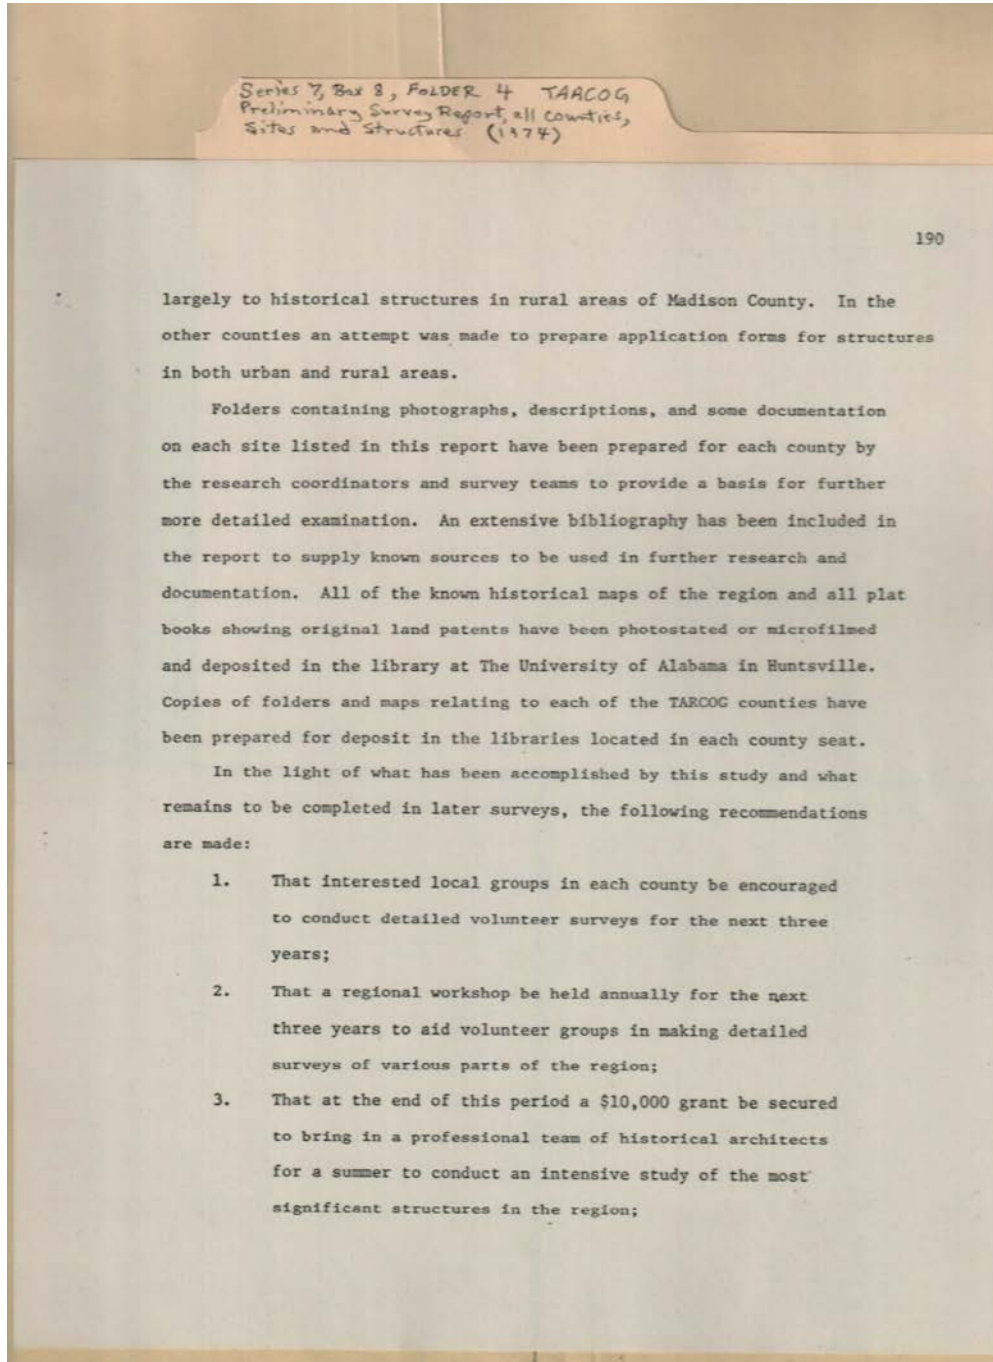 Series 7, Box 8, FOLDER 4 TARCOG
Preliminary Survey Report, all counties,
Sites and Structures (1974)
190
largely to historical structures in rural areas of Madison County. In the
other counties an attempt was made to prepare application forms for structures
in both urban and rural areas.
Folders containing photographs, descriptions, and some documentation
on each site listed in this report have been prepared for each county by
the research coordinators and survey teams to provide a basis for further
more detailed examination. An extensive bibliography has been included in
the report to supply known sources to be used in further research and
documentation. All of the known historical maps of the region and all plat
books showing original land patents have been photostated or microfilmed
and deposited in the library at The University of Alabama in Huntsville.
Copies of folders and maps relating to each of the TARCOG counties have
been prepared for deposit in the libraries located in each county seat.
In the light of what has been accomplished by this study and what
remains to be completed in later surveys, the following recommendations
are made:
1. That interested local groups in each county be encouraged
to conduct detailed volunteer surveys for the next three
years;
2. That a regional workshop be held annually for the next
three years to aid volunteer groups in making detailed
surveys of various parts of the region;
3. That at the end of this period a $10,000 grant be secured
to bring in a professional team of historical architects
for a summer to conduct an intensive study of the most
significant structures in the region;